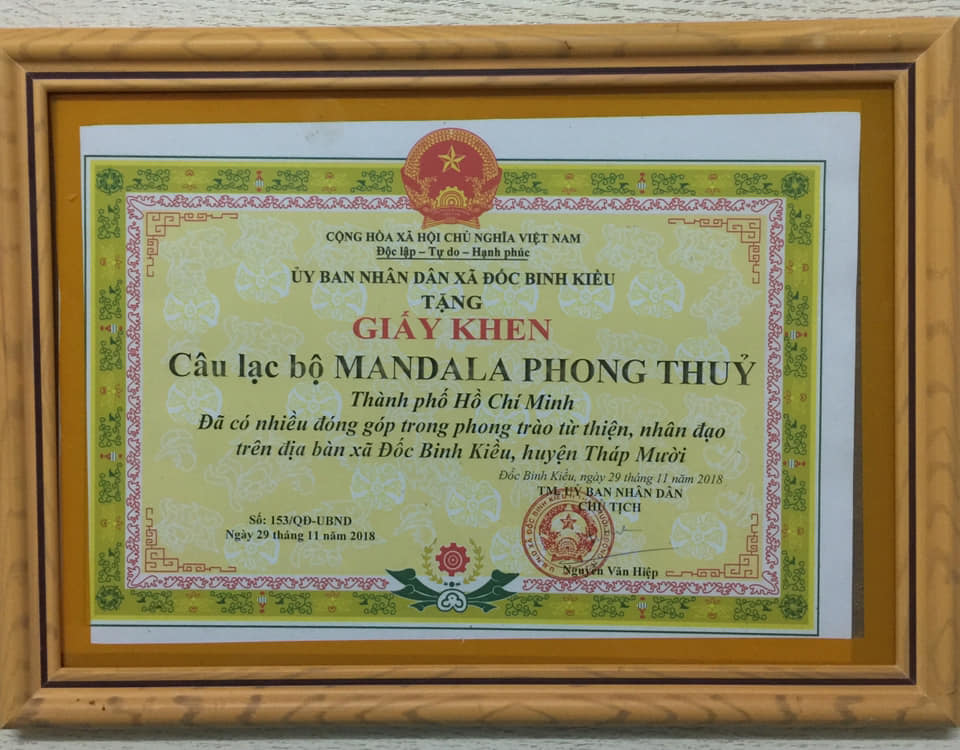 CỘNG HÒA XÃ HỘI CHỦ NGHĨA VIỆT NAM
Độc lập – Tự do – Hạnh phúc
ỦY BAN NHÂN DÂN XÃ ĐỐC BINH KIỀU
TẶNG
GIẤY KHEN
Câu lạc bộ MANDALA PHONG THUỶ
Thành phố Hồ Chí Minh
Đã có nhiều đóng góp trong phong trào từ thiện, nhân đạo
trên địa bàn xã Đốc Binh Kiều, huyện Tháp Mười
Đốc Binh Kiều, ngày 29 tháng 11 năm 2018
TM. UỶ BAN NHÂN DÂN
CHỦ TỊCH
Số: 153/QĐ-UBND
Ngày 29 tháng 11 năm 2018
Nguyễn Văn Hiệp